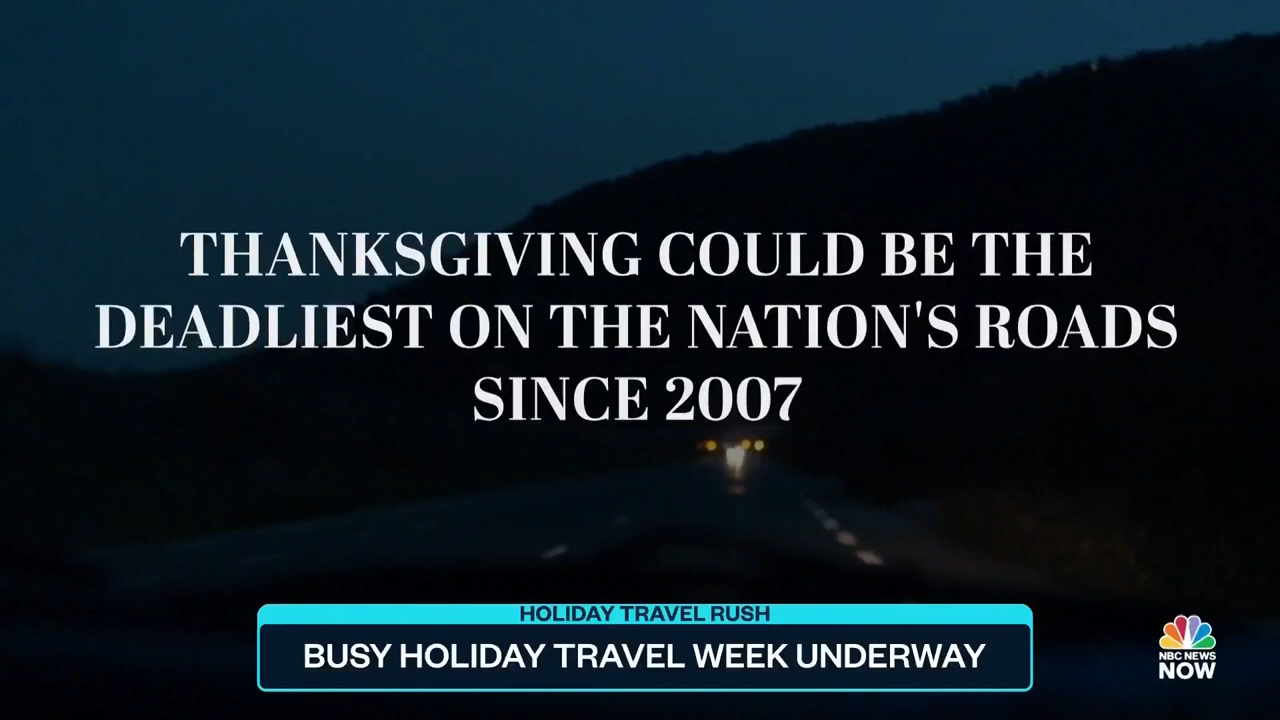 THANKSGIVING COULD BE THE
DEADLIEST ON THE NATION'S ROADS
SINCE 2007
HOLIDAY TRAVEL RUSH
BUSY HOLIDAY TRAVEL WEEK UNDERWAY
NBC NEWS
NOW